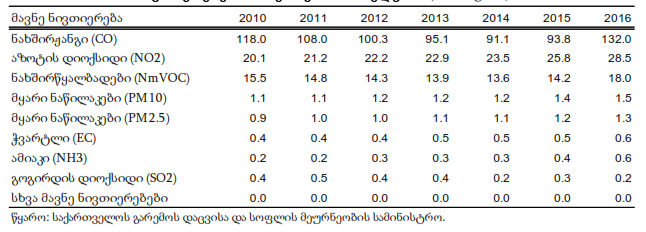 მავნე ნივთიერება 2010 2011 2012 2013 2014 2015 2016
ნახშირჟანგი (CO) 118.0 108.0 100.3 95.1 91.1 93.8 132.0
აზოტის დიოქსიდი (NO2) 20.1 21.2 22.2 22.9 23.5 25.8 28.5
ნახშირწყალბადები (NmVOC) 15.5 14.8 14.3 13.9 13.6 14.2 18.0
მყარი ნაწილაკები (PM10) 1.1 1.1 1.2 1.2 1.2 1.4 1.5
მყარი ნაწილაკები (PM2.5) 0.9 1.0 1.0 1.1 1.1 1.2 1.3
ჭვარტლი (EC) 0.4 0.4 0.4 0.5 0.5 0.5 0.6
ამიაკი (NH3) 0.2 0.2 0.3 0.3 0.3 0.4 0.6
გოგირდის დიოქსიდი (SO2) 0.4 0.5 0.4 0.4 0.2 0.3 0.2
სხვა მავნე ნივთიერებები 0.0 0.0 0.0 0.0 0.0 0.0 0.0
წყარო: საქართველოს გარემოს დაცვისა და სოფლის მეურნეობის სამინისტრო.